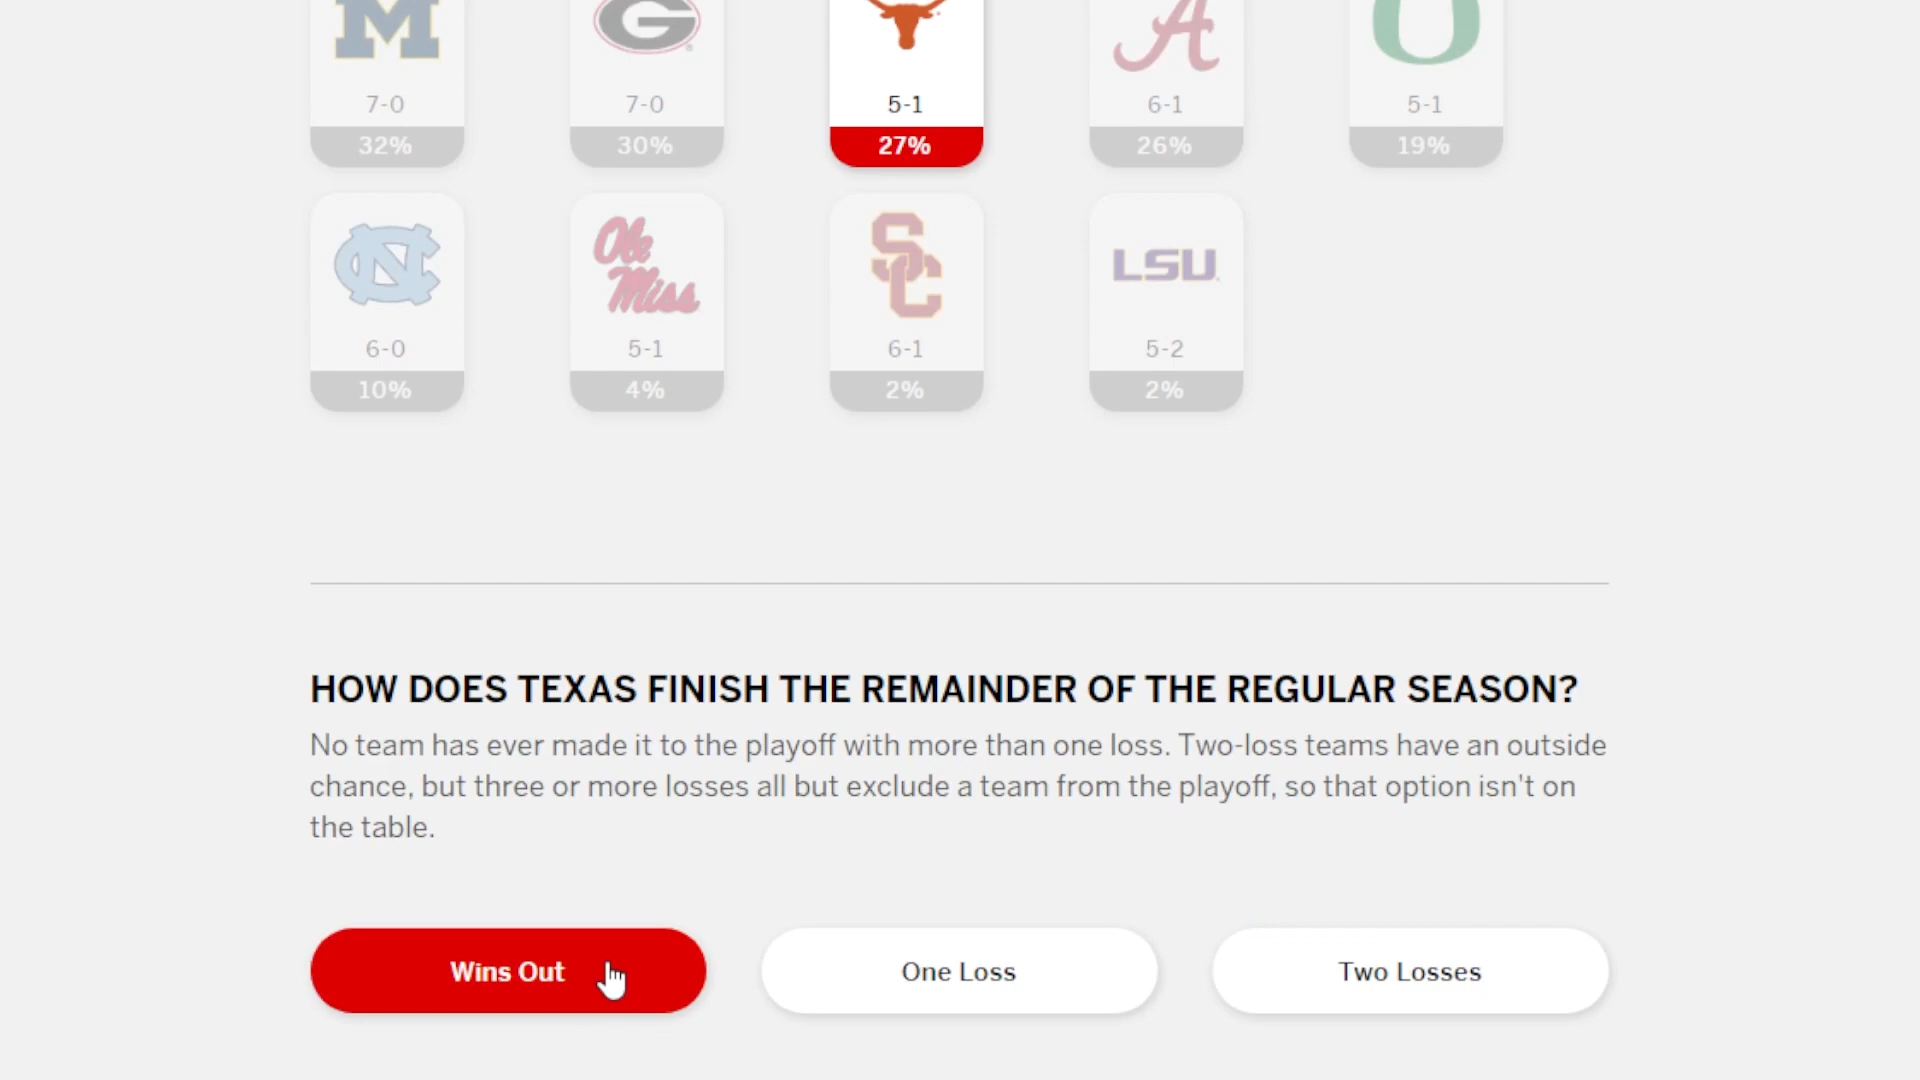 M G A O
7-0 7-0 5-1 6-1 5-1
32% 30% 27% 26% 19%
NC Ole Miss SC LSU
6-0 5-1 6-1 5-2
10% 4% 2% 2%
HOW DOES TEXAS FINISH THE REMAINDER OF THE REGULAR SEASON?
No team has ever made it to the playoff with more than one loss. Two-loss teams have an outside
chance, but three or more losses all but exclude a team from the playoff, so that option isn't on
the table.
Wins Out One Loss Two Losses